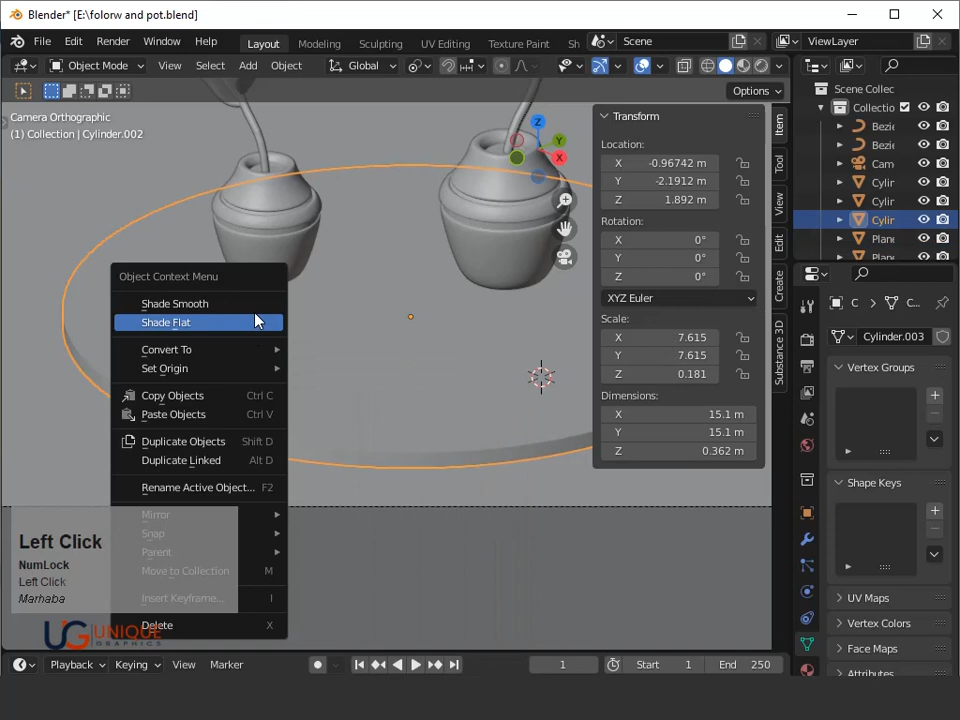 Blender* [E:\folorw and pot.blend]
File Edit Render Window Help Layout Modeling Sculpting UV Editing Texture Paint Sh Scene ViewLayer
Object Mode View Select Add Object Global
Options
Camera Orthographic
(1) Collection | Cylinder.002
Z
Y
X
Transform
Location:
X -0.96742 m
Y -2.1912 m
Z 1.892 m
Rotation:
X 0°
Y 0°
Z 0°
XYZ Euler
Scale:
X 7.615
Y 7.615
Z 0.181
Dimensions:
X 15.1 m
Y 15.1 m
Z 0.362 m
Item
Tool
View
Edit
Create
Substance 3D
Scene Collec
Collectio
Bezie
Bezie
Cam
Cylin
Cylin
Cylin
Plane
Plane
C
C...
Cylinder.003
Vertex Groups
Shape Keys
UV Maps
Vertex Colors
Face Maps
Attributes
Object Context Menu
Shade Smooth
Shade Flat
Convert To
Set Origin
Copy Objects Ctrl C
Paste Objects Ctrl V
Duplicate Objects Shift D
Duplicate Linked Alt D
Rename Active Object... F2
Mirror
Snap
Parent
Move to Collection M
Insert Keyframe... I
Delete X
Left Click
NumLock
Left Click
Marhaba
UG UNIQUE
GRAPHICS
Playback Keying View Marker 1 Start 1 End 250